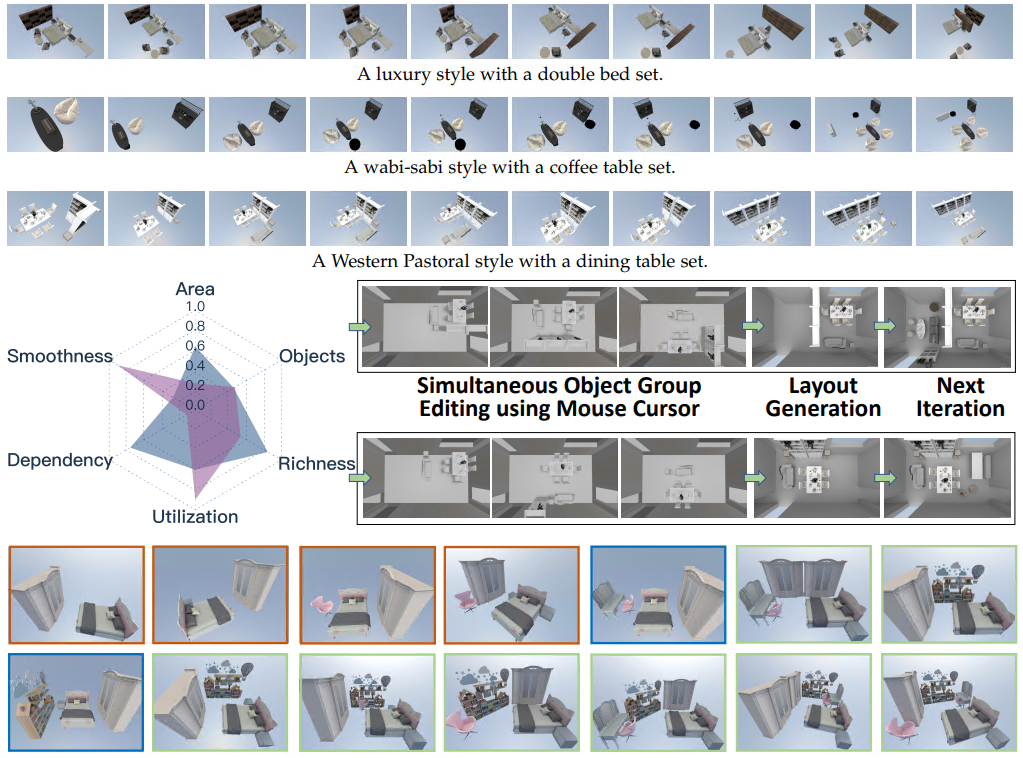 A luxury style with a double bed set.
A wabi-sabi style with a coffee table set.
A Western Pastoral style with a dining table set.
Area
1.0
0.8
0.6
0.4
0.2
0.0
Smoothness
Objects
Dependency
Richness
Utilization
Simultaneous Object Group
Editing using Mouse Cursor
Layout
Generation
Next
Iteration